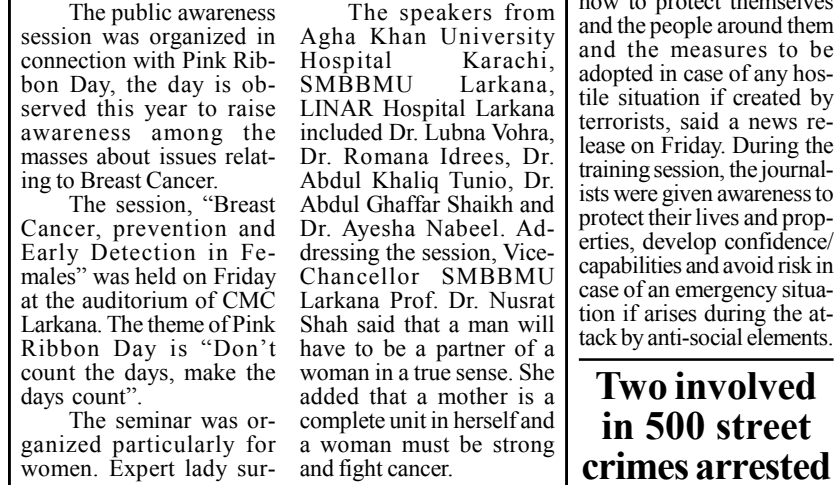 The public awareness
session was organized in
connection with Pink Rib-
bon Day, the day is ob-
served this year to raise
awareness among the
masses about issues relat-
ing to Breast Cancer.
The session, “Breast
Cancer, prevention and
Early Detection in Fe-
males” was held on Friday
at the auditorium of CMC
Larkana. The theme of Pink
Ribbon Day is “Don’t
count the days, make the
days count”.
The seminar was or-
ganized particularly for
women. Expert lady sur-
The speakers from
Agha Khan University
Hospital Karachi,
SMBBMU Larkana,
LINAR Hospital Larkana
included Dr. Lubna Vohra,
Dr. Romana Idrees, Dr.
Abdul Khaliq Tunio, Dr.
Abdul Ghaffar Shaikh and
Dr. Ayesha Nabeel. Ad-
dressing the session, Vice-
Chancellor SMBBMU
Larkana Prof. Dr. Nusrat
Shah said that a man will
have to be a partner of a
woman in a true sense. She
added that a mother is a
complete unit in herself and
a woman must be strong
and fight cancer.
how to protect themselves
and the people around them
and the measures to be
adopted in case of any hos-
tile situation if created by
terrorists, said a news re-
lease on Friday. During the
training session, the journal-
ists were given awareness to
protect their lives and prop-
erties, develop confidence/
capabilities and avoid risk in
case of an emergency situa-
tion if arises during the at-
tack by anti-social elements.
Two involved
in 500 street
crimes arrested